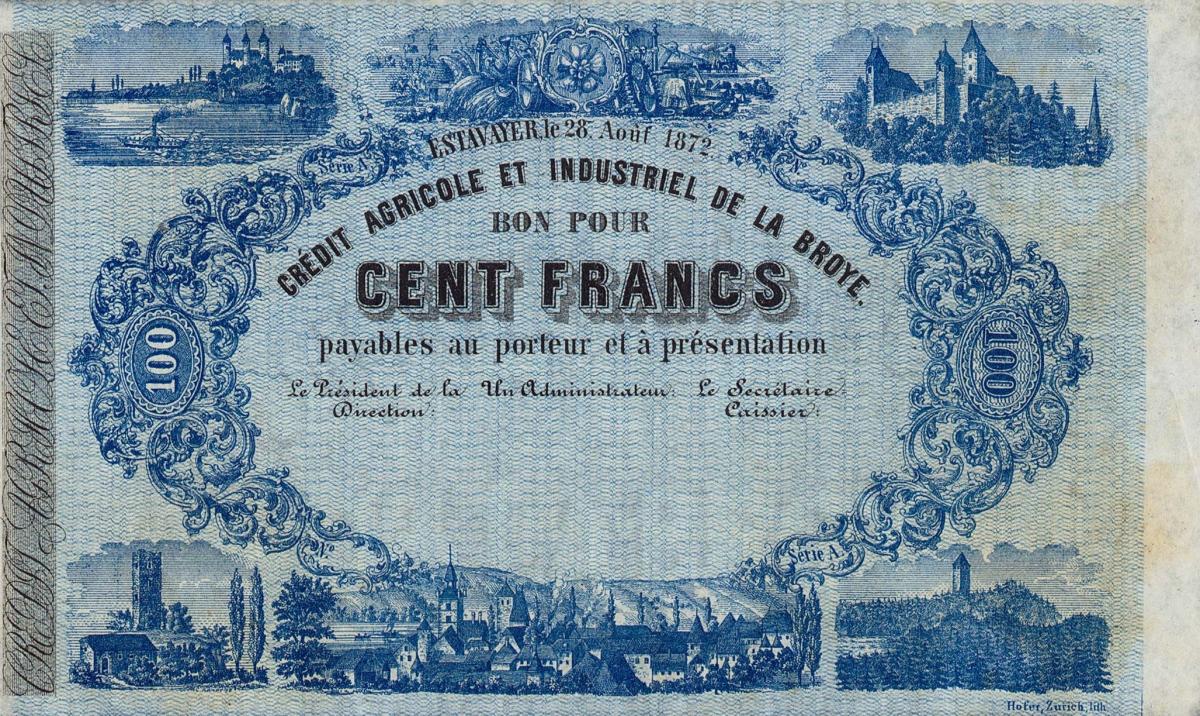 ESTAVAYER le 28 Août 1872.
Série A.
A
CRÉDIT AGRICOLE ET INDUSTRIEL DE LA BROYE.
BON POUR
CENT FRANCS
payables au porteur et à présentation
100
100
Le Président de la Direction:
Un Administrateur:
Le Secrétaire Caissier:
No
Série A.
Hofer, Zurich, lith.